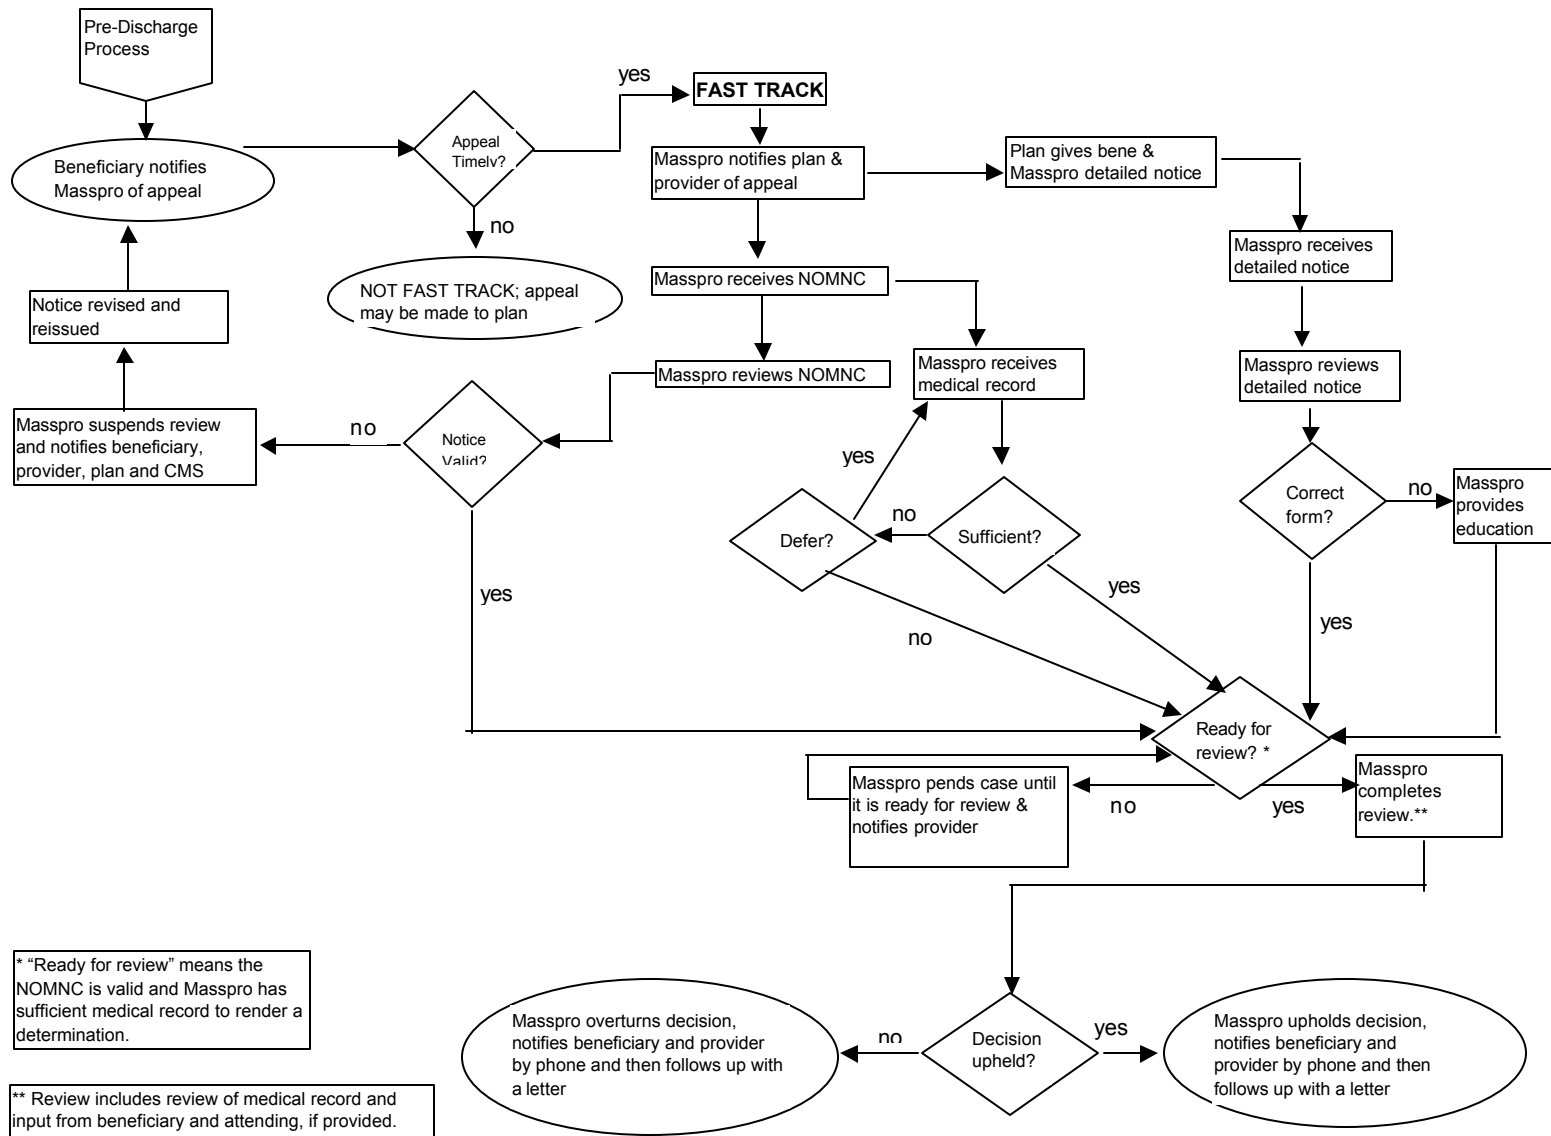 Pre-Discharge
Process
yes
FAST TRACK
Appeal
Timely?
Beneficiary notifies
Masspro of appeal
Masspro notifies plan &
provider of appeal
Plan gives bene &
Masspro detailed notice
no
Masspro receives
detailed notice
NOT FAST TRACK; appeal
may be made to plan
Masspro receives NOMNC
Notice revised and
reissued
Masspro reviews NOMNC
Masspro receives
medical record
Masspro reviews
detailed notice
Masspro suspends review
and notifies beneficiary,
provider, plan and CMS
no
Notice
Valid?
yes
Defer?
no
Sufficient?
Correct
form?
no
Masspro
provides
education
yes
yes
no
yes
Ready for
review? *
Masspro pends case until
it is ready for review &
notifies provider
no
yes
Masspro
completes
review.**
* “Ready for review” means the
NOMNC is valid and Masspro has
sufficient medical record to render a
determination.
Masspro overturns decision,
notifies beneficiary and provider
by phone and then follows up with
a letter
no
Decision
upheld?
yes
Masspro upholds decision,
notifies beneficiary and
provider by phone and then
follows up with a letter
** Review includes review of medical record and
input from beneficiary and attending, if provided.